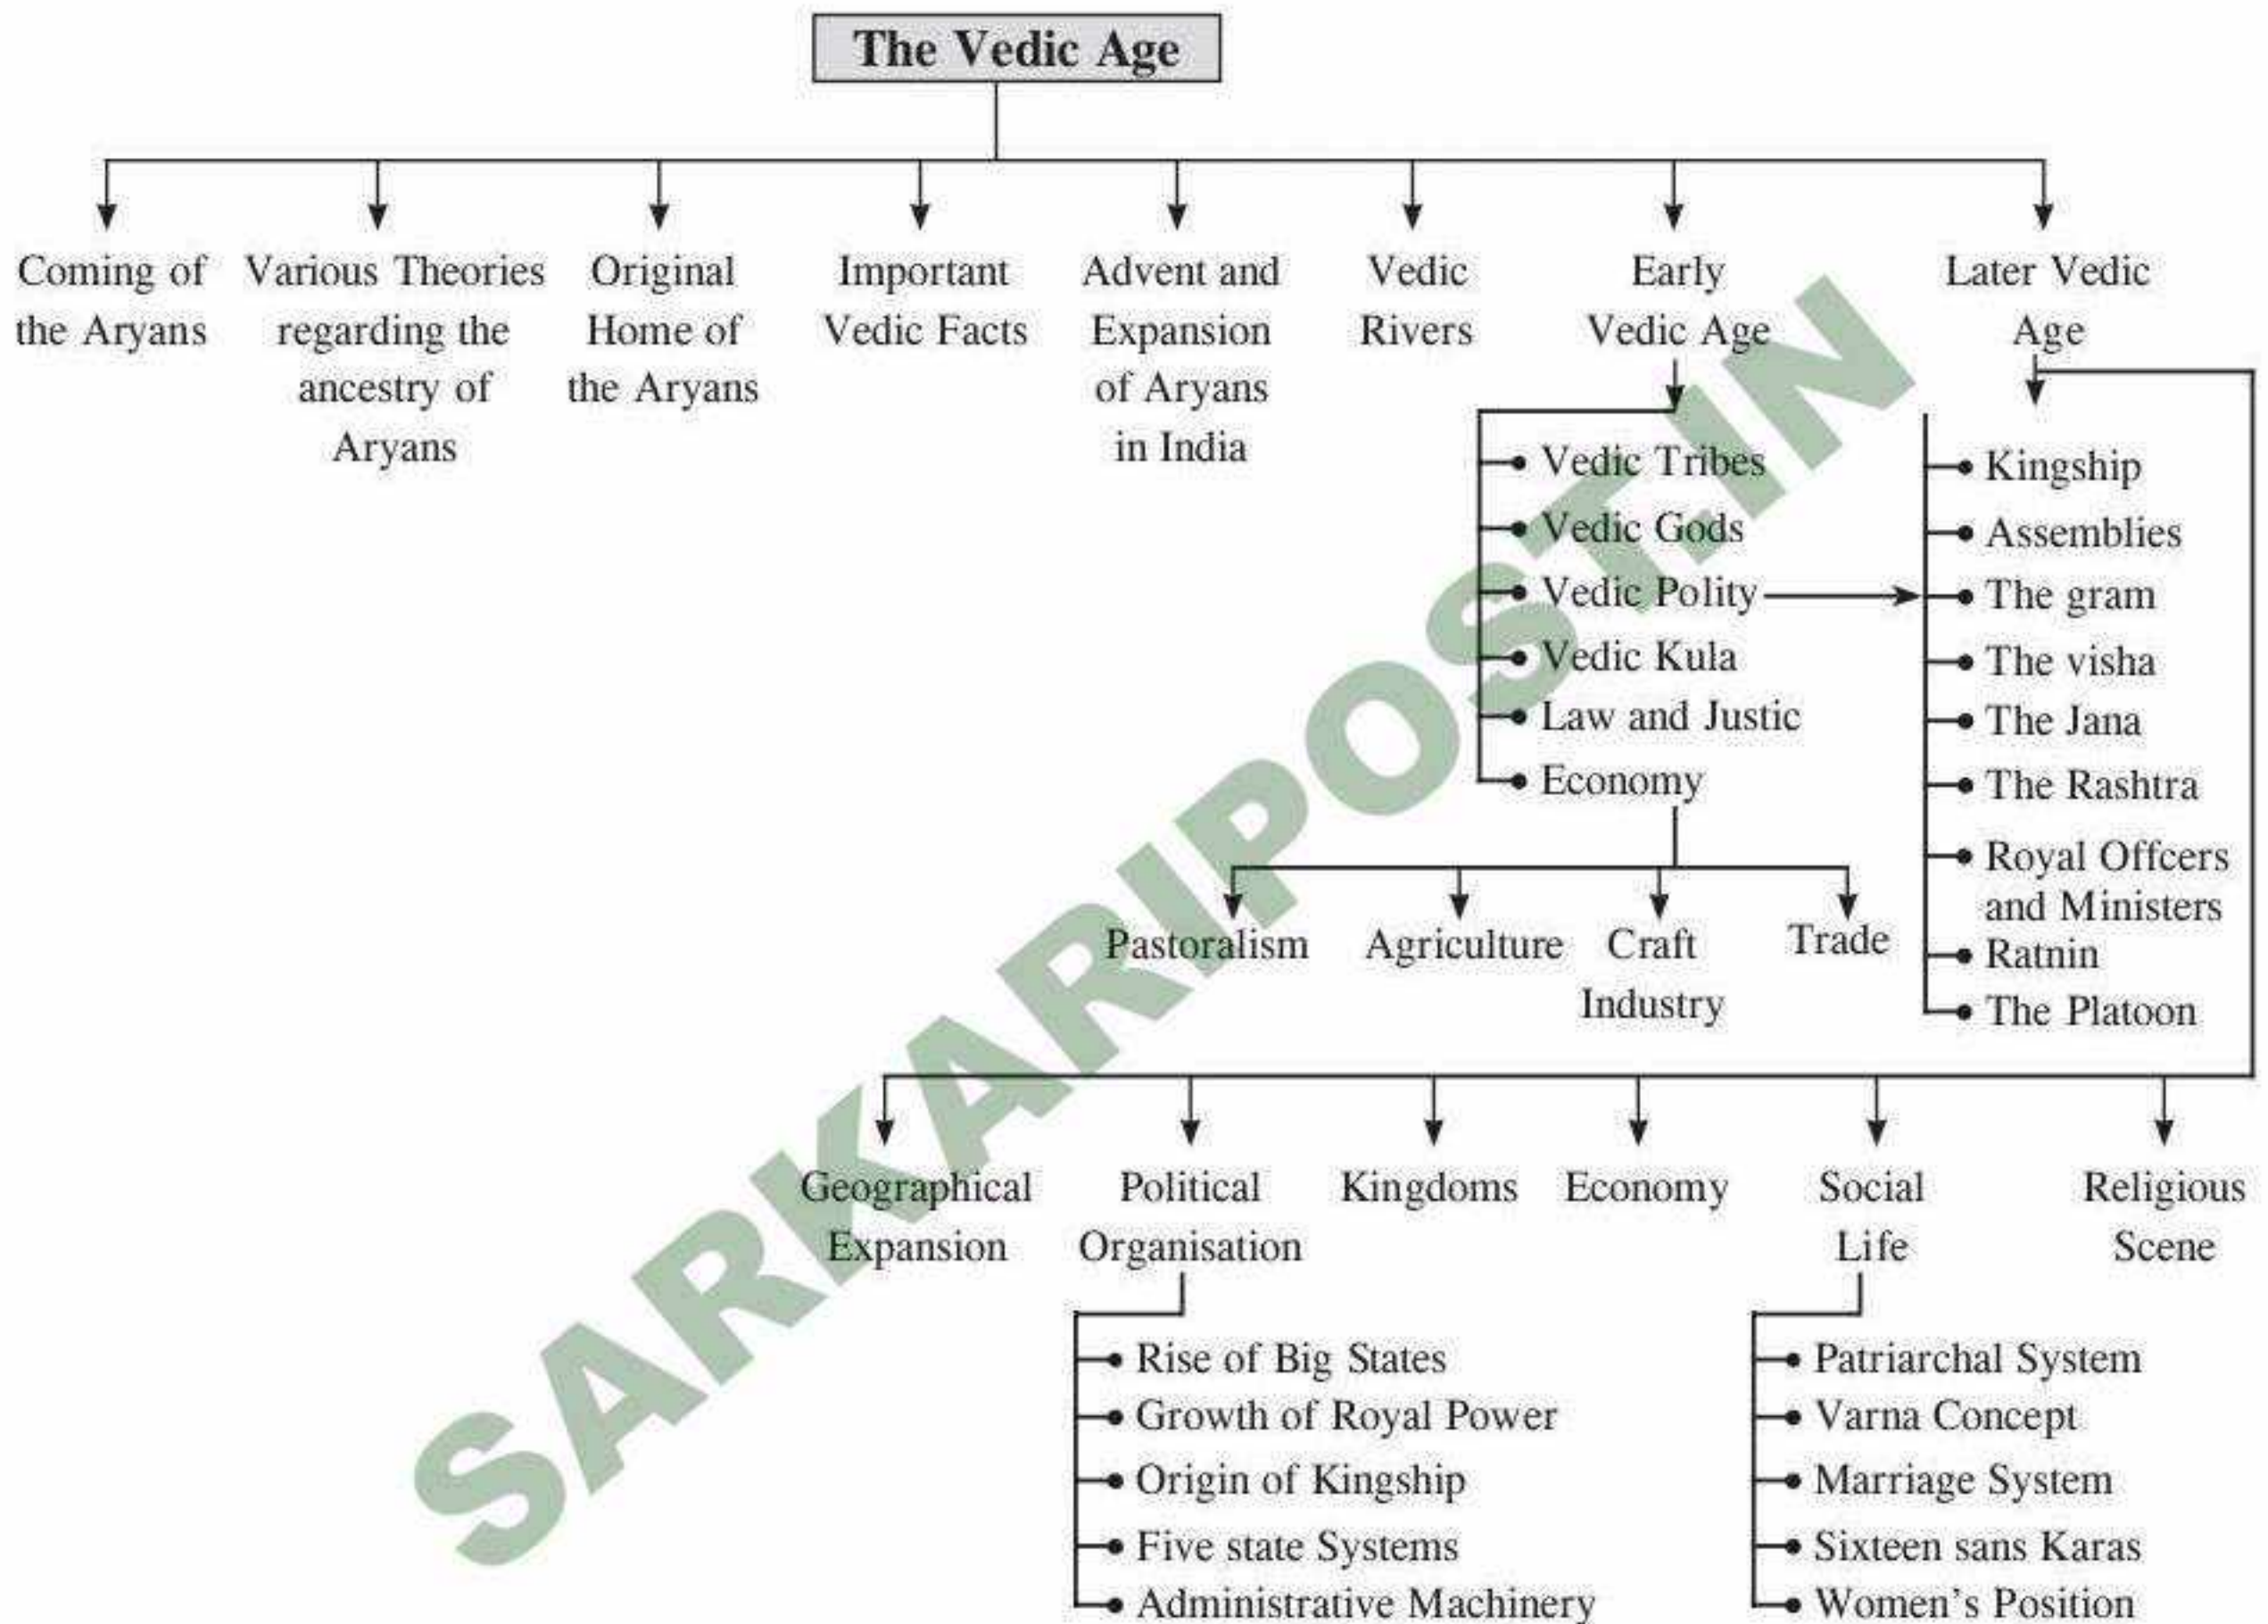 The Vedic Age
Coming of
the Aryans
Various Theories
regarding the
ancestry of
Aryans
Original
Home of
the Aryans
Important
Vedic Facts
Advent and
Expansion
of Aryans
in India
Vedic
Rivers
Early
Vedic Age
Later Vedic
Age
Vedic Tribes
Vedic Gods
Vedic Polity
Vedic Kula
Law and Justic
Economy
Kingship
Assemblies
The gram
The visha
The Jana
The Rashtra
Royal Offcers
and Ministers
Ratnin
The Platoon
Pastoralism
Agriculture
Craft
Industry
Trade
Geographical
Expansion
Political
Organisation
Kingdoms
Economy
Social
Life
Religious
Scene
Rise of Big States
Growth of Royal Power
Origin of Kingship
Five state Systems
Administrative Machinery
Patriarchal System
Varna Concept
Marriage System
Sixteen sans Karas
Women's Position
SARKARIPOST.IN